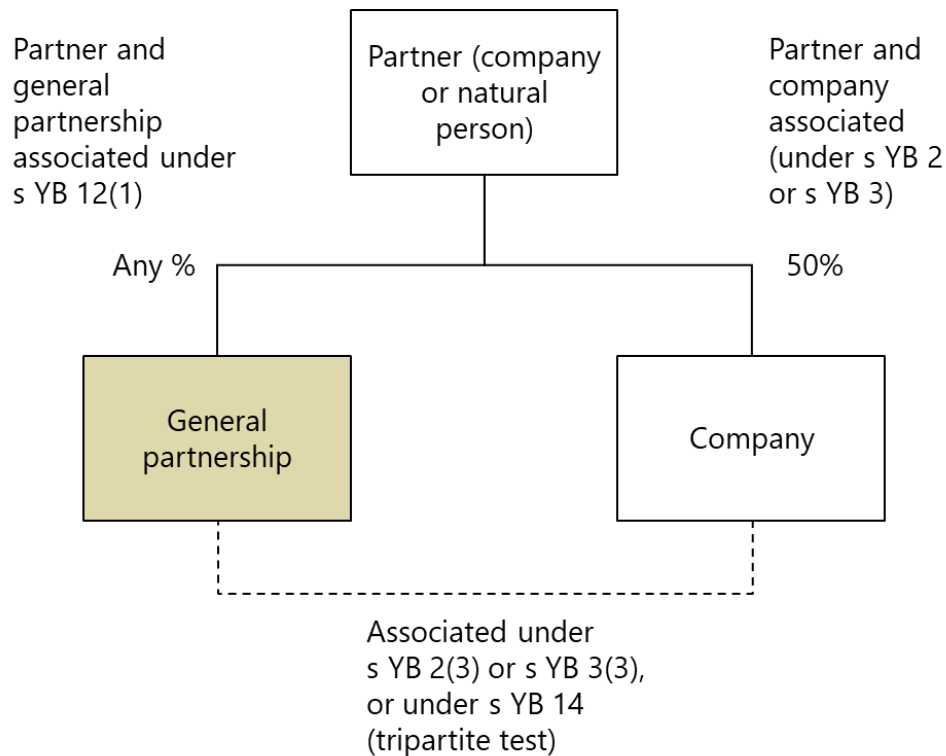 Partner and
general
partnership
associated under
s YB 12(1)
Partner (company
or natural
person)
Partner and
company
associated
(under s YB 2
or s YB 3)
Any %
50%
General
partnership
Company
Associated under
s YB 2(3) or s YB 3(3),
or under s YB 14
(tripartite test)